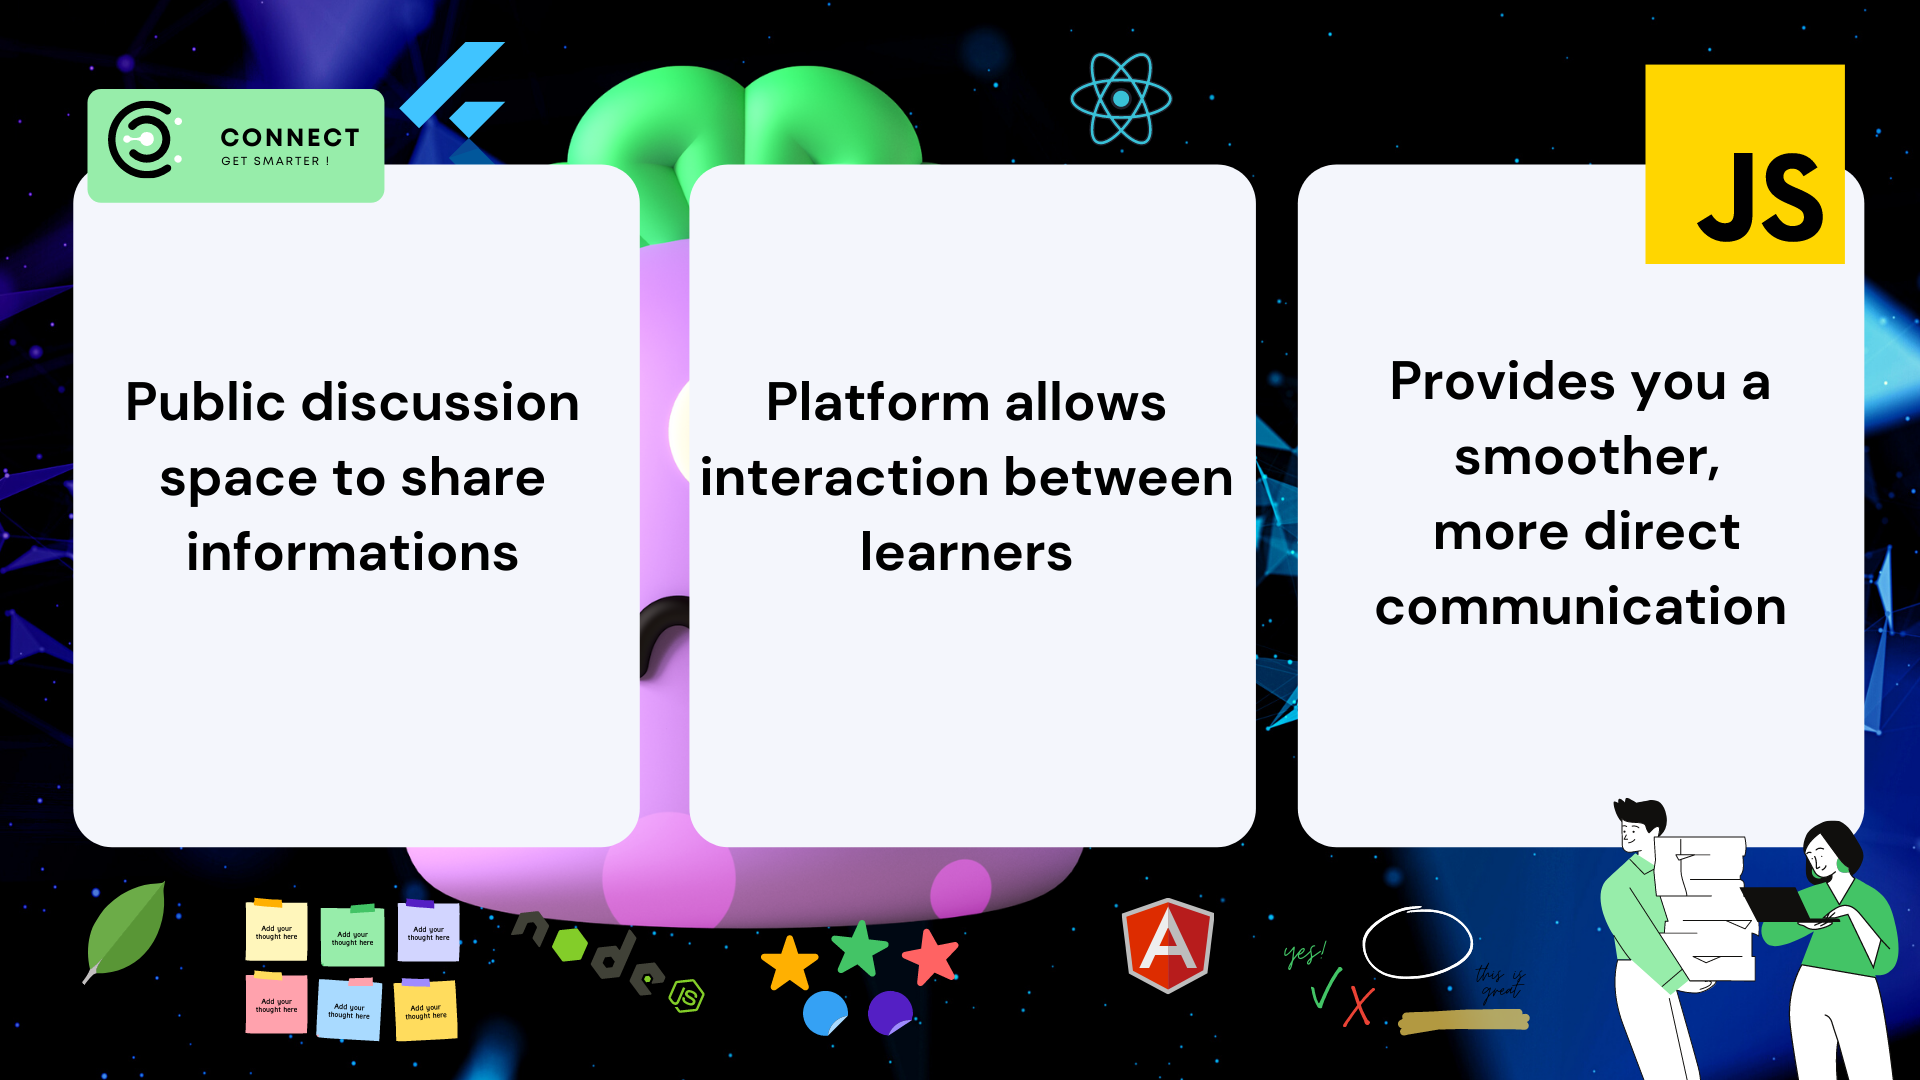 CONNECT
GET SMARTER !
JS
Public discussion
space to share
informations
Platform allows
interaction between
learners
Provides you a
smoother,
more direct
communication
Add your
thought here
Add your
thought here
Add your
thought here
Add your
thought here
Add your
thought here
Add your
thought here
node
JS
A
yes!
this is
great